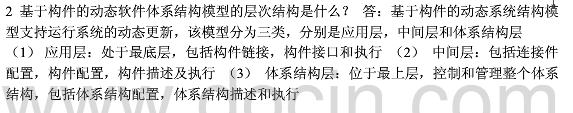 2 基于构件的动态软件体系结构模型的层次结构是什么？ 答：基于构件的动态系统结构模
型支持运行系统的动态更新，该模型分为三类，分别是应用层，中间层和体系结构层
（1） 应用层：处于最底层，包括构件链接，构件接口和执行 （2） 中间层：包括连接件
配置，构件配置，构件描述及执行 （3） 体系结构层：位于最上层，控制和管理整个体系
结构，包括体系结构配置，体系结构描述和执行